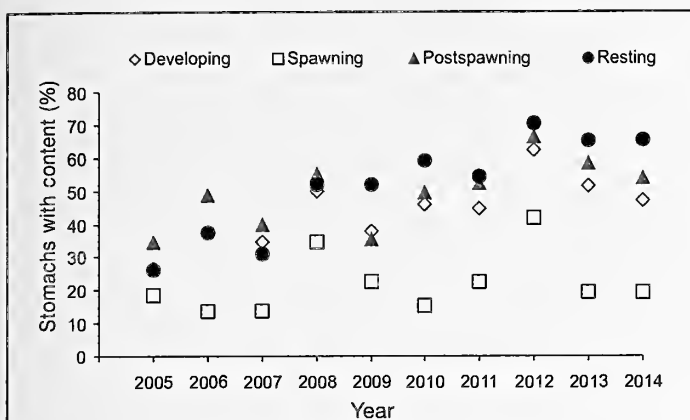 Developing Spawning Postspawning Resting
Stomachs with content (%)
80
70
60
50
40
30
20
10
0
2005 2006 2007 2008 2009 2010 2011 2012 2013 2014
Year